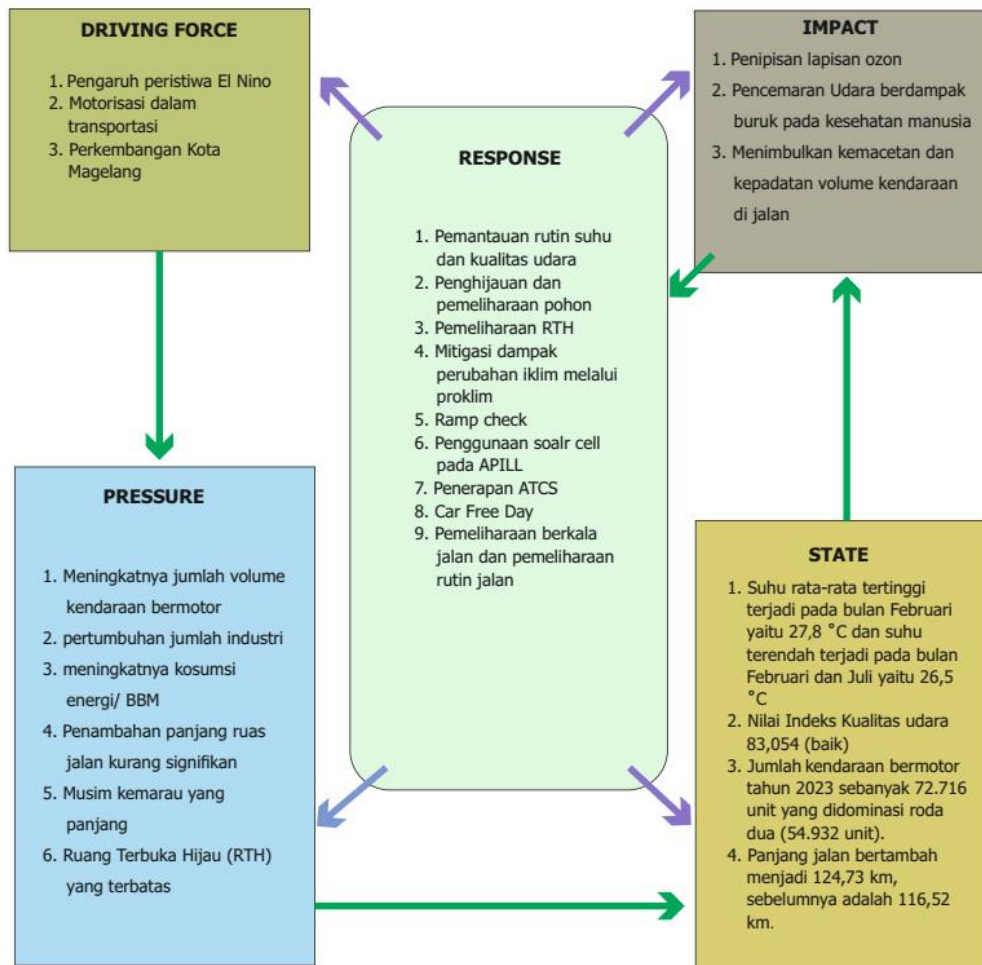 DRIVING FORCE
1. Pengaruh peristiwa El Nino
2. Motorisasi dalam
transportasi
3. Perkembangan Kota
Magelang
PRESSURE
1. Meningkatnya jumlah volume
kendaraan bermotor
2. pertumbuhan jumlah industri
3. meningkatnya kosumsi
energi/ BBM
4. Penambahan panjang ruas
jalan kurang signifikan
5. Musim kemarau yang
panjang
6. Ruang Terbuka Hijau (RTH)
yang terbatas
RESPONSE
1. Pemantauan rutin suhu
dan kualitas udara
2. Penghijauan dan
pemeliharaan pohon
3. Pemeliharaan RTH
4. Mitigasi dampak
perubahan iklim melalui
proklim
5. Ramp check
6. Penggunaan soalr cell
pada APILL
7. Penerapan ATCS
8. Car Free Day
9. Pemeliharaan berkala
jalan dan pemeliharaan
rutin jalan
IMPACT
1. Penipisan lapisan ozon
2. Pencemaran Udara berdampak
buruk pada kesehatan manusia
3. Menimbulkan kemacetan dan
kepadatan volume kendaraan
di jalan
STATE
1. Suhu rata-rata tertinggi
terjadi pada bulan Februari
yaitu 27,8 ˚C dan suhu
terendah terjadi pada bulan
Februari dan Juli yaitu 26,5
˚C
2. Nilai Indeks Kualitas udara
83,054 (baik)
3. Jumlah kendaraan bermotor
tahun 2023 sebanyak 72.716
unit yang didominasi roda
dua (54.932 unit).
4. Panjang jalan bertambah
menjadi 124,73 km,
sebelumnya adalah 116,52
km.